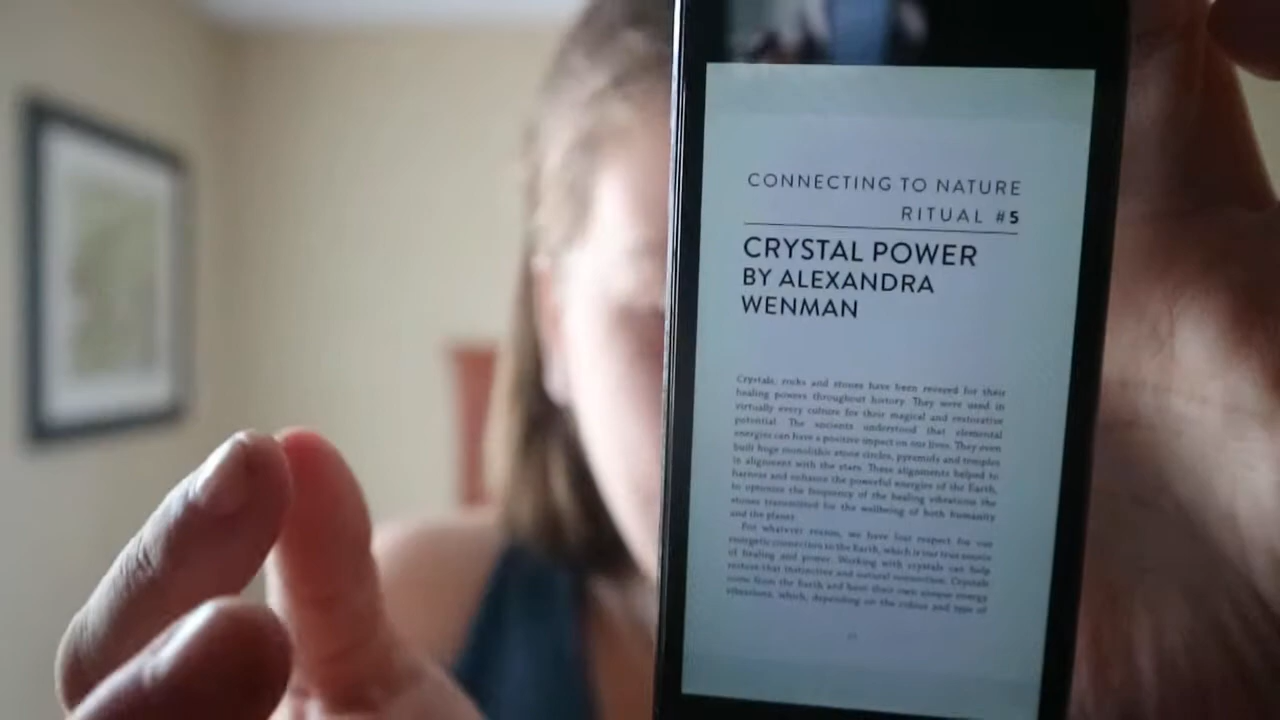 CONNECTING TO NATURE
RITUAL #5
CRYSTAL POWER
BY ALEXANDRA
WENMAN
Crystals, rocks and stones have been revered for their
healing powers throughout history. They were used in
virtually every culture for their magical and restorative
potential. The ancients understood that elemental
energies can have a positive impact on our lives. They even
built huge monolithic stone circles, pyramids and temples
in alignment with the stars. These alignments helped to
harness and enhance the powerful energies of the Earth,
to optimise the frequency of the healing vibrations the
stones transmitted for the wellbeing of both humanity
and the planet.
For whatever reason, we have lost respect for our
energetic connection to the Earth, which is our true source
of healing and power. Working with crystals can help
restore that instinctive and natural connection. Crystals
come from the Earth and have their own unique energy
vibrations, which, depending on the colour and type of